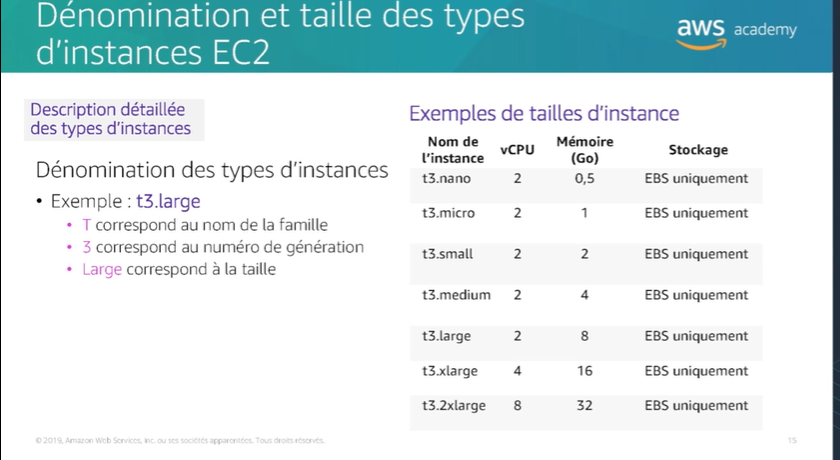 Dénomination et taille des types
d'instances EC2
aws academy
Description détaillée
des types d'instances
Dénomination des types d'instances
• Exemple : t3.large
• T correspond au nom de la famille
• 3 correspond au numéro de génération
• Large correspond à la taille
Exemples de tailles d'instance
Nom de l'instance vCPU Mémoire (Go) Stockage
t3.nano 2 0,5 EBS uniquement
t3.micro 2 1 EBS uniquement
t3.small 2 2 EBS uniquement
t3.medium 2 4 EBS uniquement
t3.large 2 8 EBS uniquement
t3.xlarge 4 16 EBS uniquement
t3.2xlarge 8 32 EBS uniquement
© 2019, Amazon Web Services, Inc. ou ses sociétés apparentées. Tous droits réservés.
15